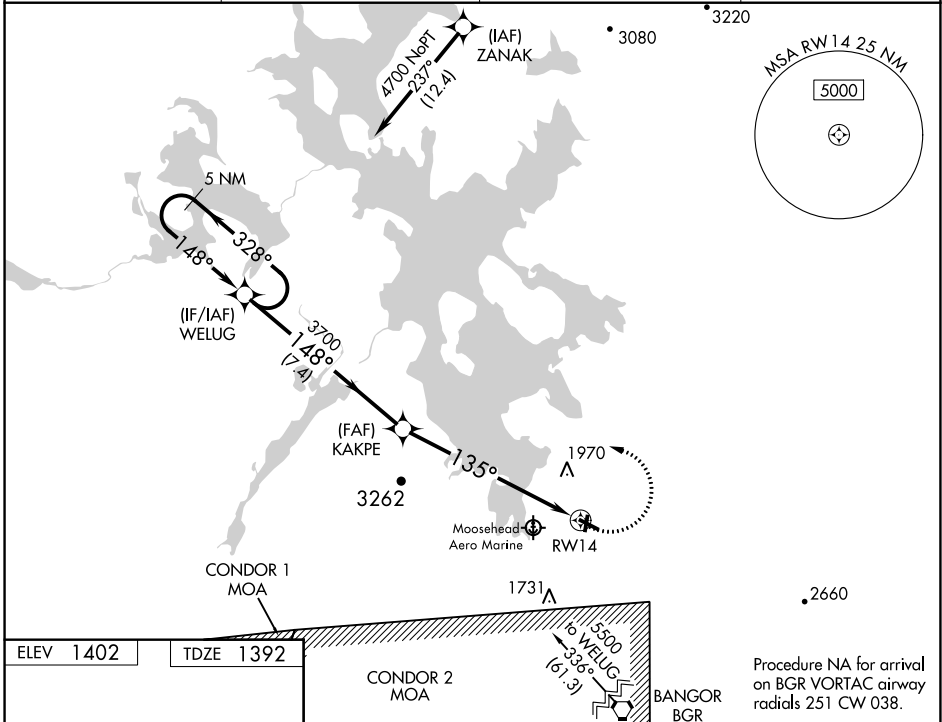 3220
3080
(IAF)
ZANAK
4700 NoPT
237°
(12.4)
MSA RW14 25 NM
5000
5 NM
328°
148°
(IF/IAF)
WELUG
3700
148°
(7.4)
(FAF)
KAKPE
135°
1970
3262
Moosehead
Aero Marine
RW14
CONDOR 1
MOA
1731
2660
ELEV 1402
TDZE 1392
CONDOR 2
MOA
5500
to WELUG
336°
(61.3)
BANGOR
BGR
Procedure NA for arrival
on BGR VORTAC airway
radials 251 CW 038.